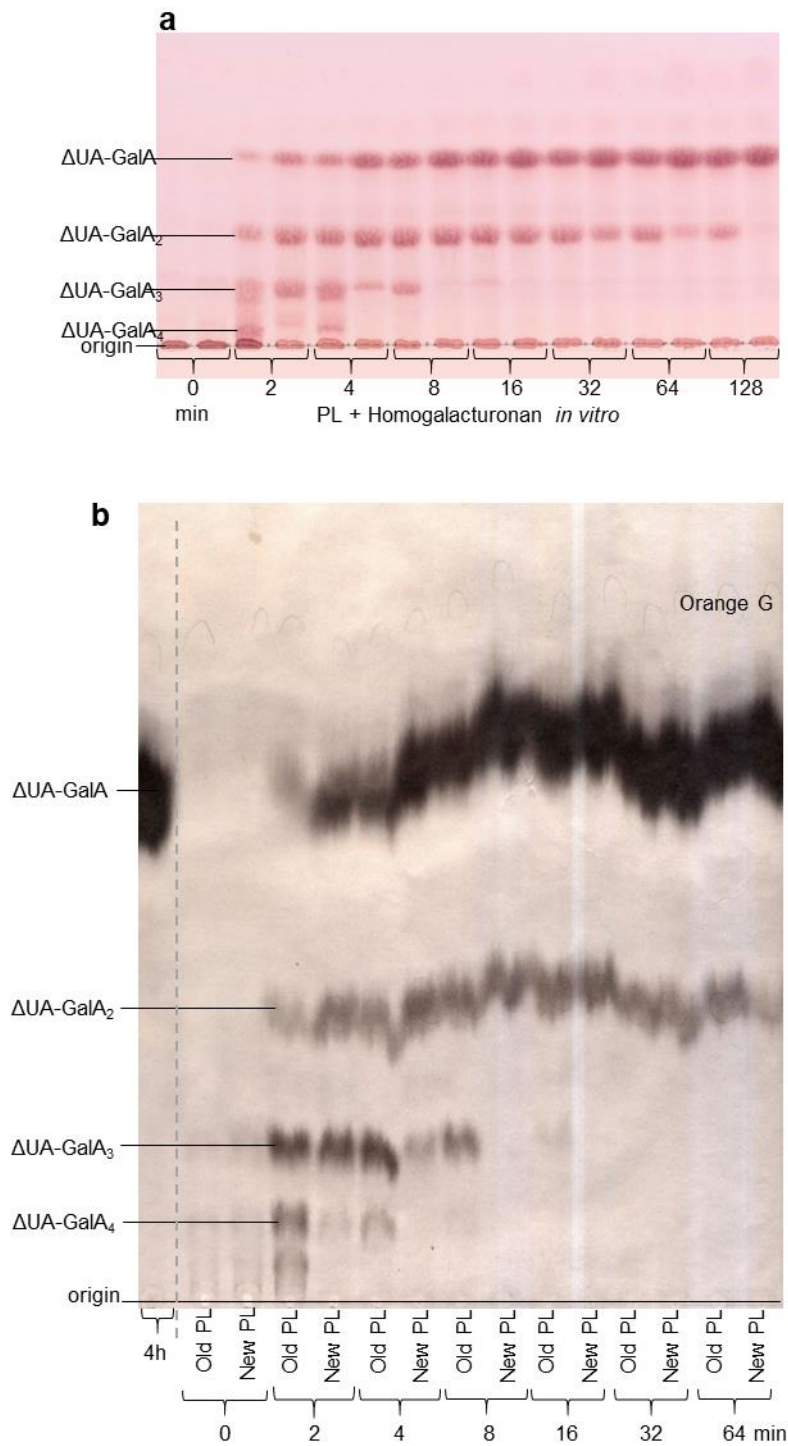 a
ΔUA-GalA
ΔUA-GalA₂
ΔUA-GalA₃
ΔUA-GalA₄
origin
0 2 4 8 16 32 64 128
min
PL + Homogalacturonan in vitro
b
Orange G
ΔUA-GalA
ΔUA-GalA₂
ΔUA-GalA₃
ΔUA-GalA₄
origin
4h Old PL New PL Old PL New PL Old PL New PL Old PL New PL Old PL New PL Old PL New PL Old PL New PL
0 2 4 8 16 32 64 min